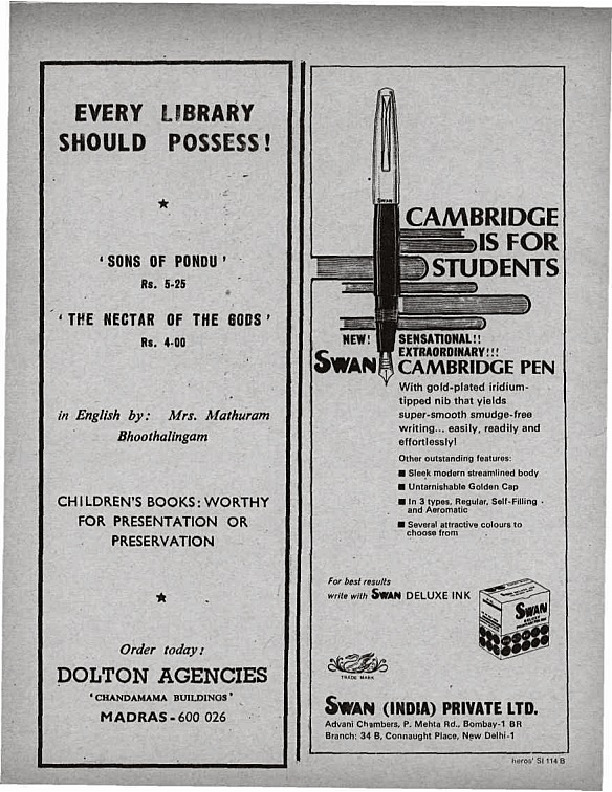 EVERY LIBRARY
SHOULD POSSESS!
'SONS OF PONDU'
Rs. 5-25
'THE NECTAR OF THE GODS'
Rs. 4-00
in English by: Mrs. Mathuram
Bhoothalingam
CHILDREN'S BOOKS: WORTHY
FOR PRESENTATION OR
PRESERVATION
Order today:
DOLTON AGENCIES
'CHANDAMAMA BUILDINGS"
MADRAS-600 026
SWAN
CAMBRIDGE
IS FOR
STUDENTS
NEW! SENSATIONAL!!
EXTRAORDINARY!!!
SWAN CAMBRIDGE PEN
With gold-plated iridium-
tipped nib that yields
super-smooth smudge-free
writing... easily, readily and
effortlessly!
Other outstanding features:
■ Sleek modern streamlined body
■ Untarnishable Golden Cap
■ In 3 types, Regular, Self-Filling
and Aerometic
■ Several attractive colours to
choose from
For best results
write with SWAN DELUXE INK
SWAN
TRADE MARK
SWAN (INDIA) PRIVATE LTD.
Advani Chambers, P. Mehta Rd., Bombay-1 BR
Branch: 34 B, Connaught Place, New Delhi-1
heros' SI 114 B